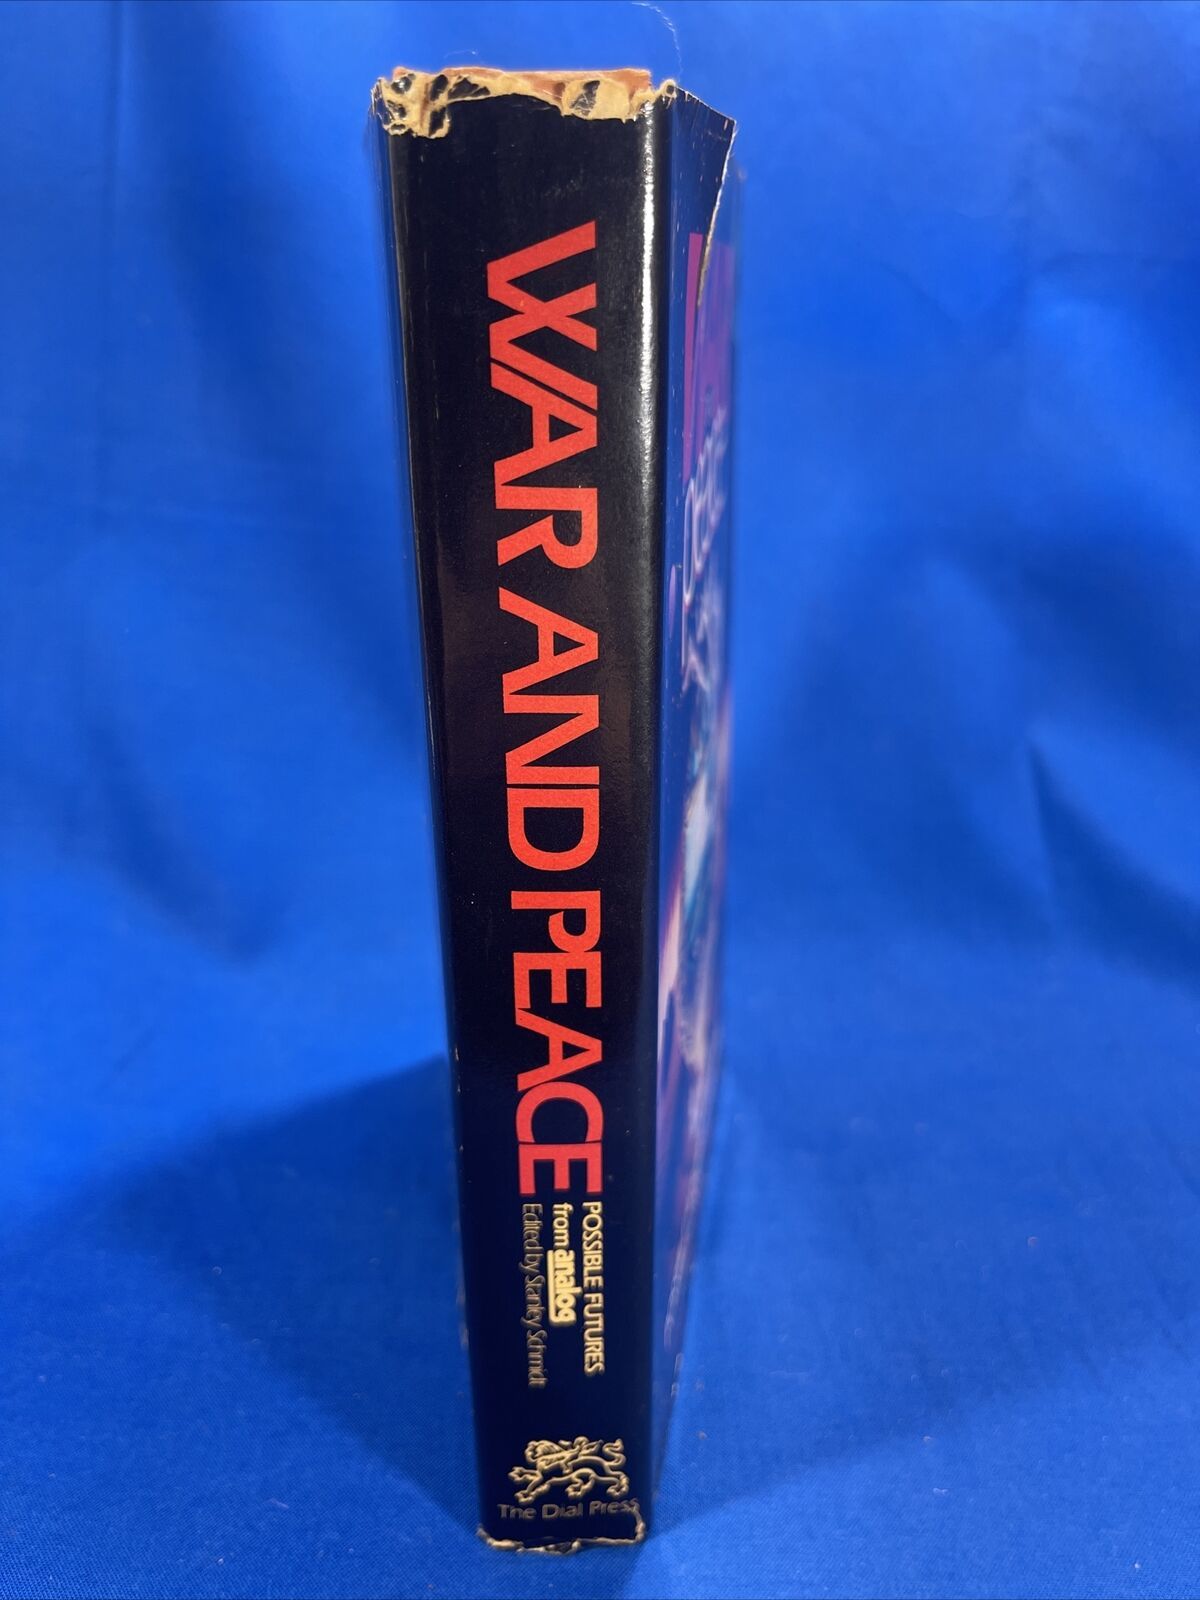 WAR AND PEACE
POSSIBLE FUTURES
from analog
Edited by Stanley Schmidt
The Dial Press